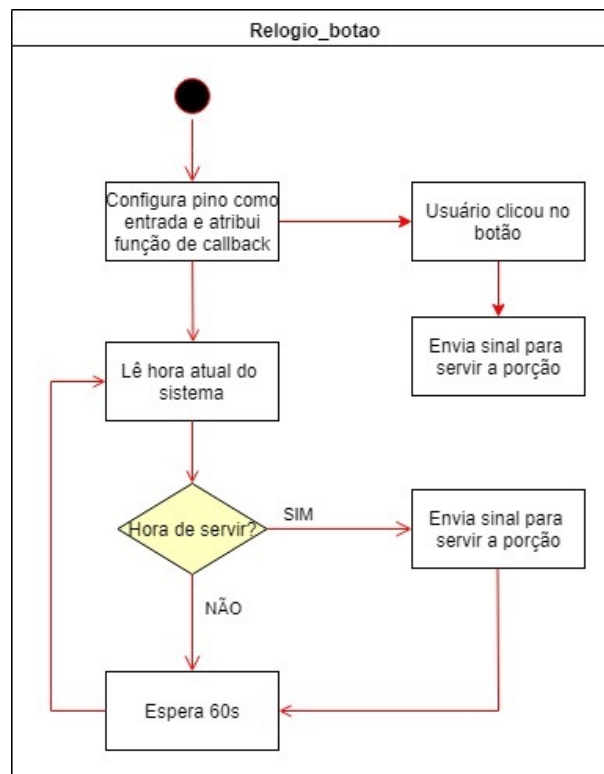 Relogio_botao
Configura pino como
entrada e atribui
função de callback
Usuário clicou no
botão
Envia sinal para
servir a porção
Lê hora atual do
sistema
Hora de servir?
SIM
Envia sinal para
servir a porção
NÃO
Espera 60s